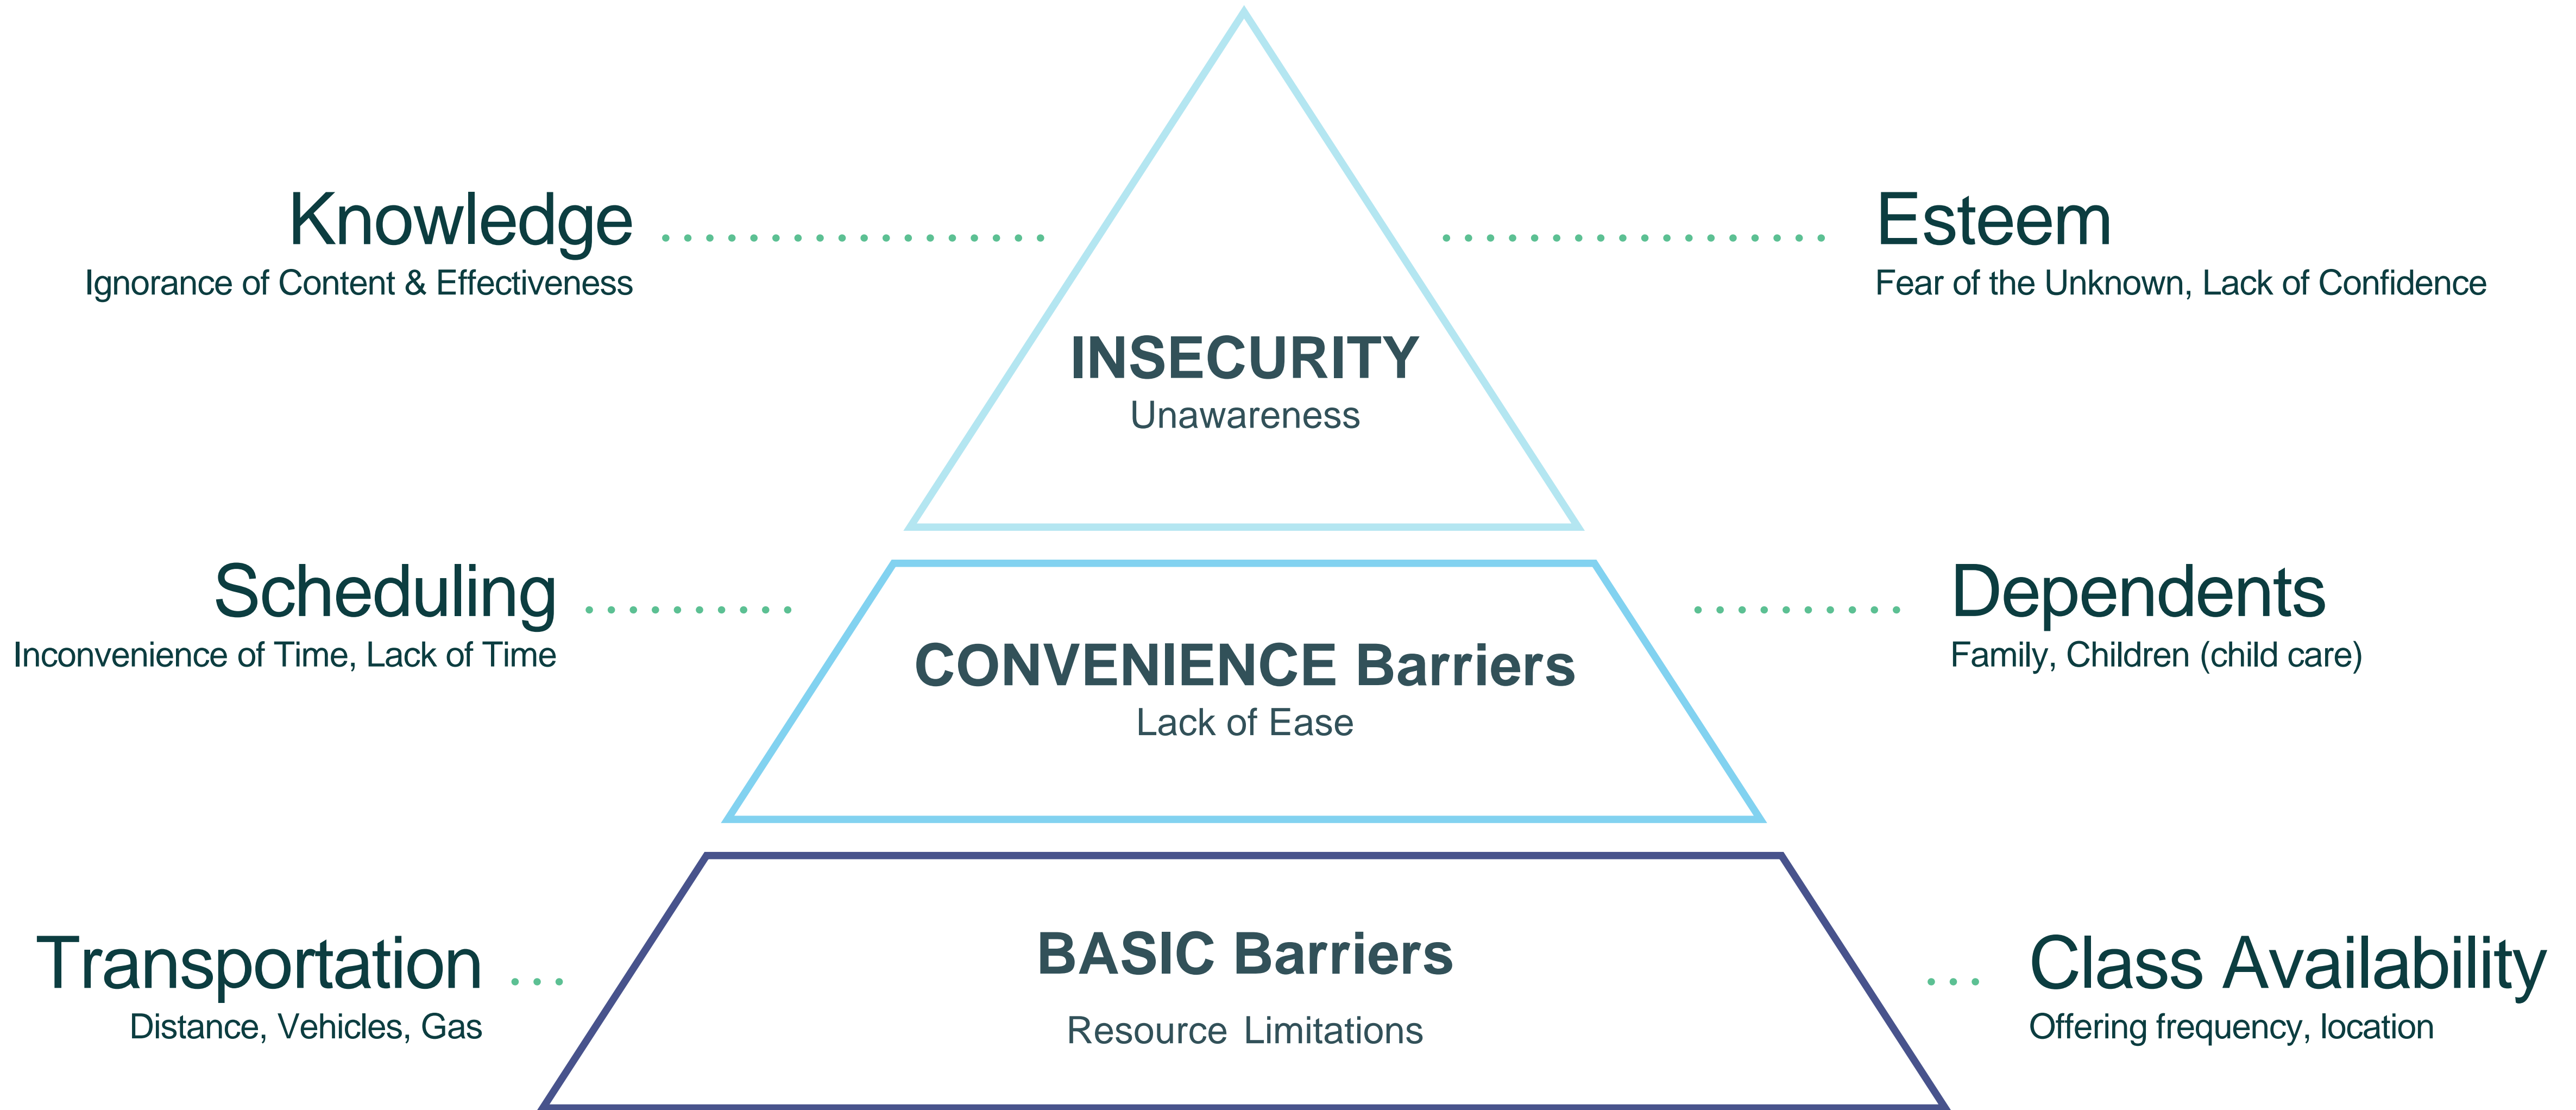 Knowledge
Ignorance of Content & Effectiveness
Esteem
Fear of the Unknown, Lack of Confidence
INSECURITY
Unawareness
Scheduling
Inconvenience of Time, Lack of Time
Dependents
Family, Children (child care)
CONVENIENCE Barriers
Lack of Ease
Transportation
Distance, Vehicles, Gas
Class Availability
Offering frequency, location
BASIC Barriers
Resource Limitations